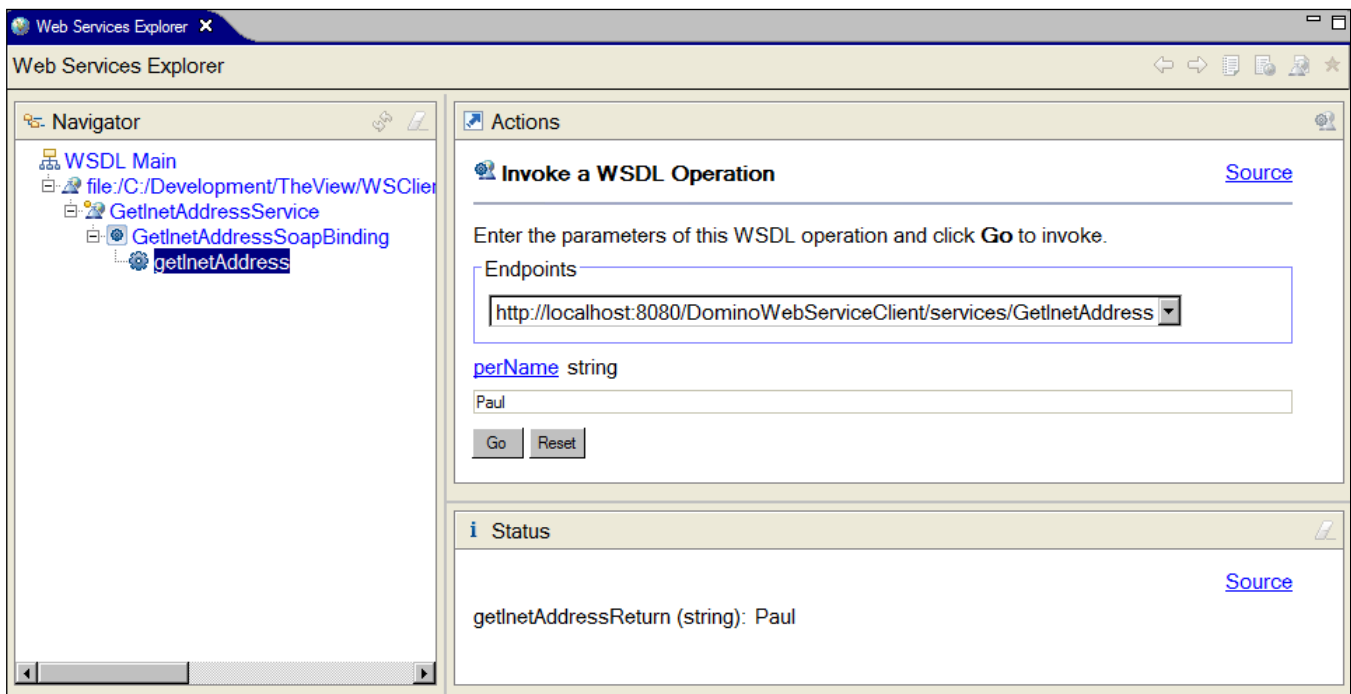 Web Services Explorer
Web Services Explorer
Navigator
WSDL Main
file:/C:/Development/TheView/WSClien
GetInetAddressService
GetInetAddressSoapBinding
getInetAddress
Actions
Invoke a WSDL Operation
Source
Enter the parameters of this WSDL operation and click Go to invoke.
Endpoints
http://localhost:8080/DominoWebServiceClient/services/GetInetAddress
perName string
Paul
Go Reset
i Status
Source
getInetAddressReturn (string): Paul